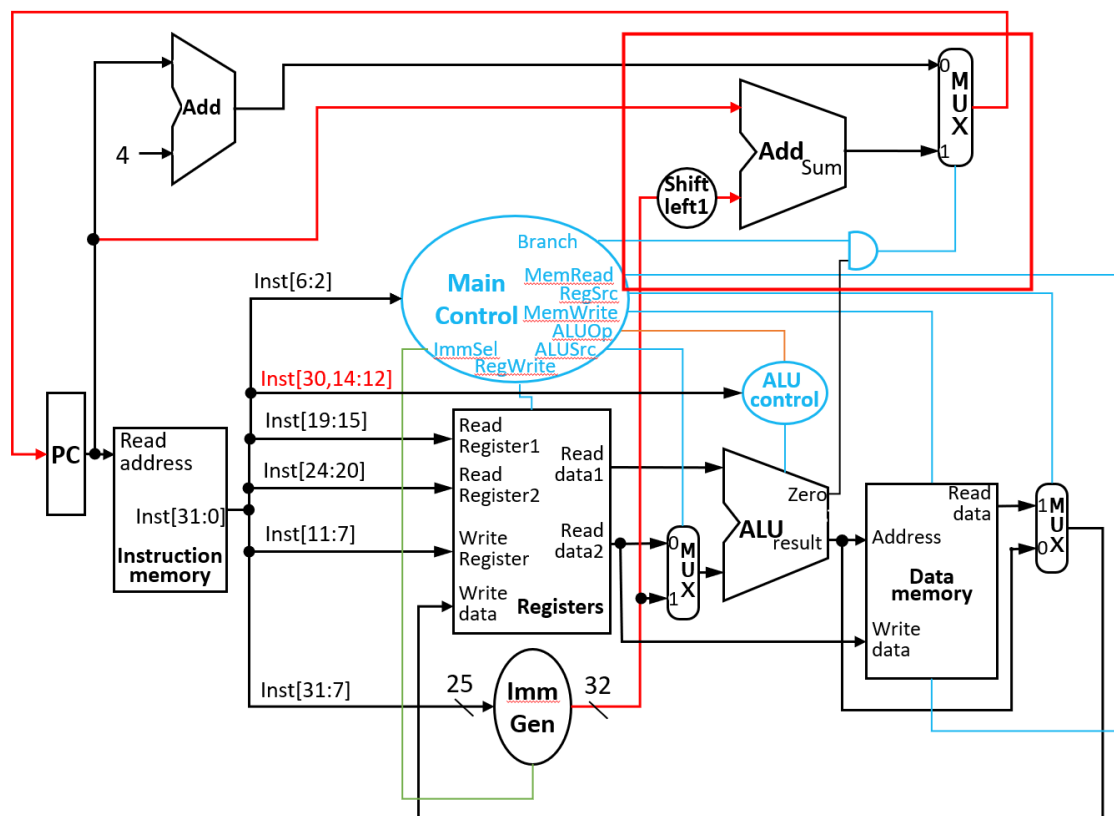 0
M
U
X
1
Add
4
Add
Sum
Shift
left1
Branch
Main
Control
MemRead
RegSrc
MemWrite
ALUOp
ImmSel
ALUSrc
RegWrite
Inst[6:2]
Inst[30,14:12]
ALU
control
PC
Read
address
Inst[31:0]
Instruction
memory
Inst[19:15]
Inst[24:20]
Inst[11:7]
Read
Register1
Read
Register2
Write
Register
Write
data
Read
data1
Read
data2
Registers
0
M
U
X
1
Zero
ALU
result
Read
data
Address
Data
memory
Write
data
1
M
U
X
0
Inst[31:7]
25
Imm
Gen
32